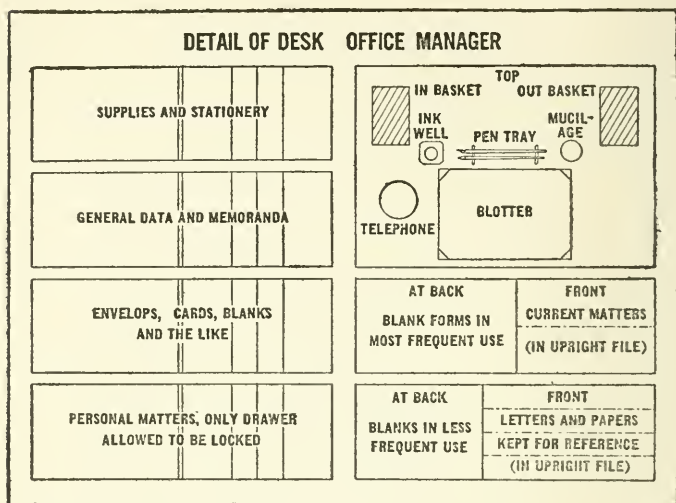 DETAIL OF DESK OFFICE MANAGER
SUPPLIES AND STATIONERY
GENERAL DATA AND MEMORANDA
ENVELOPS, CARDS, BLANKS
AND THE LIKE
PERSONAL MATTERS, ONLY DRAWER
ALLOWED TO BE LOCKED
TOP
IN BASKET
OUT BASKET
INK
WELL
PEN TRAY
MUCIL-
AGE
TELEPHONE
BLOTTER
AT BACK
BLANK FORMS IN
MOST FREQUENT USE
FRONT
CURRENT MATTERS
(IN UPRIGHT FILE)
AT BACK
BLANKS IN LESS
FREQUENT USE
FRONT
LETTERS AND PAPERS
KEPT FOR REFERENCE
(IN UPRIGHT FILE)